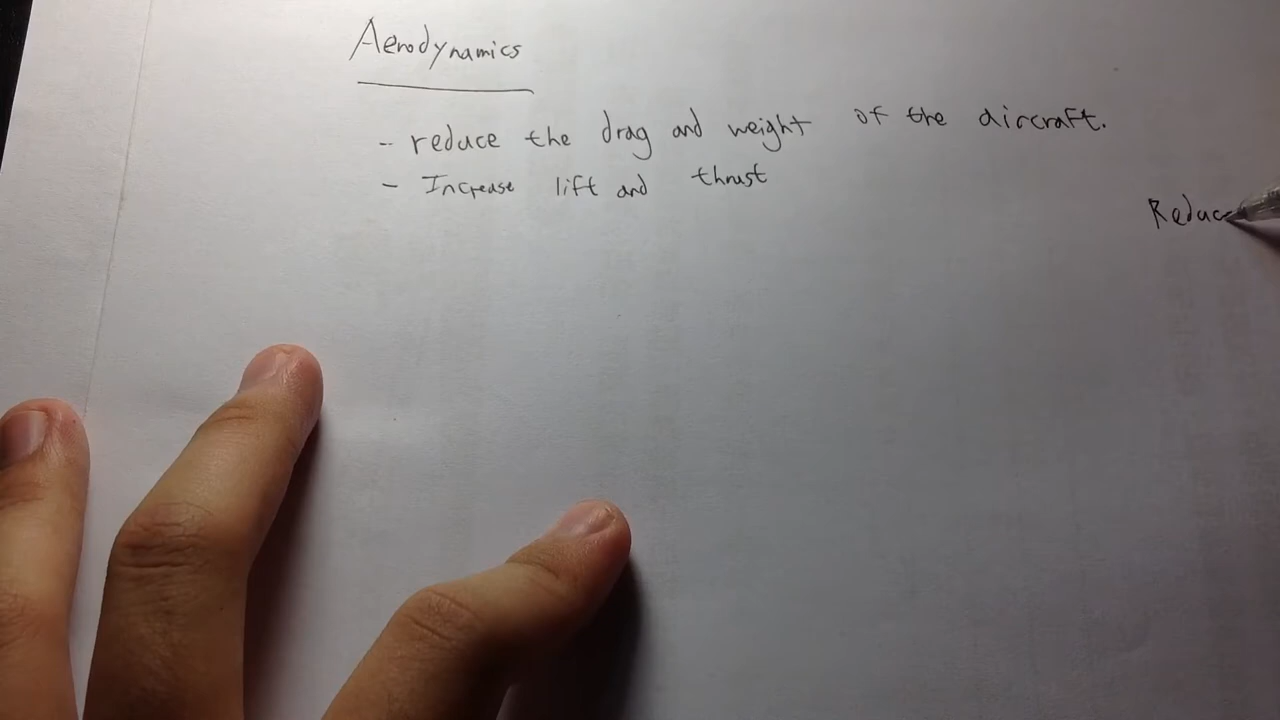 Aerodynamics
- reduce the drag and weight of the aircraft.
- Increase lift and thrust
Reduc